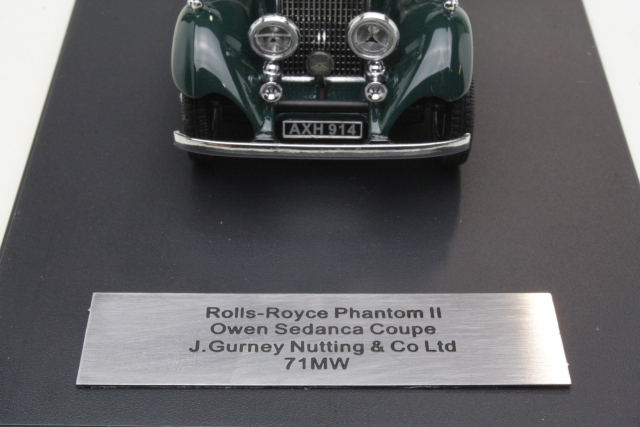 AXH 914
Rolls-Royce Phantom II
Owen Sedanca Coupe
J.Gurney Nutting & Co Ltd
71MW